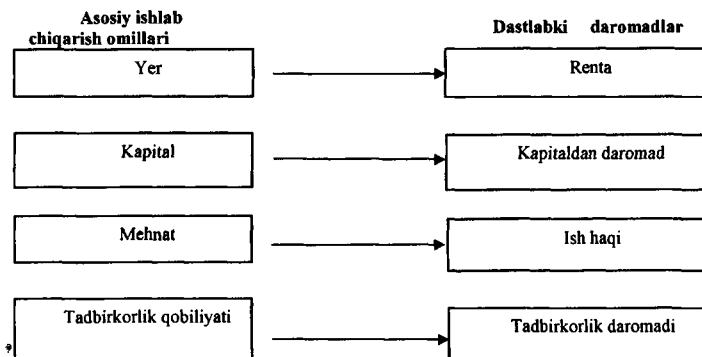 Asosiy ishlab
chiqarish omillari
Dastlabki daromadlar
Yer
Renta
Kapital
Kapitaldan daromad
Mehnat
Ish haqi
Tadbirkorlik qobiliyati
Tadbirkorlik daromadi